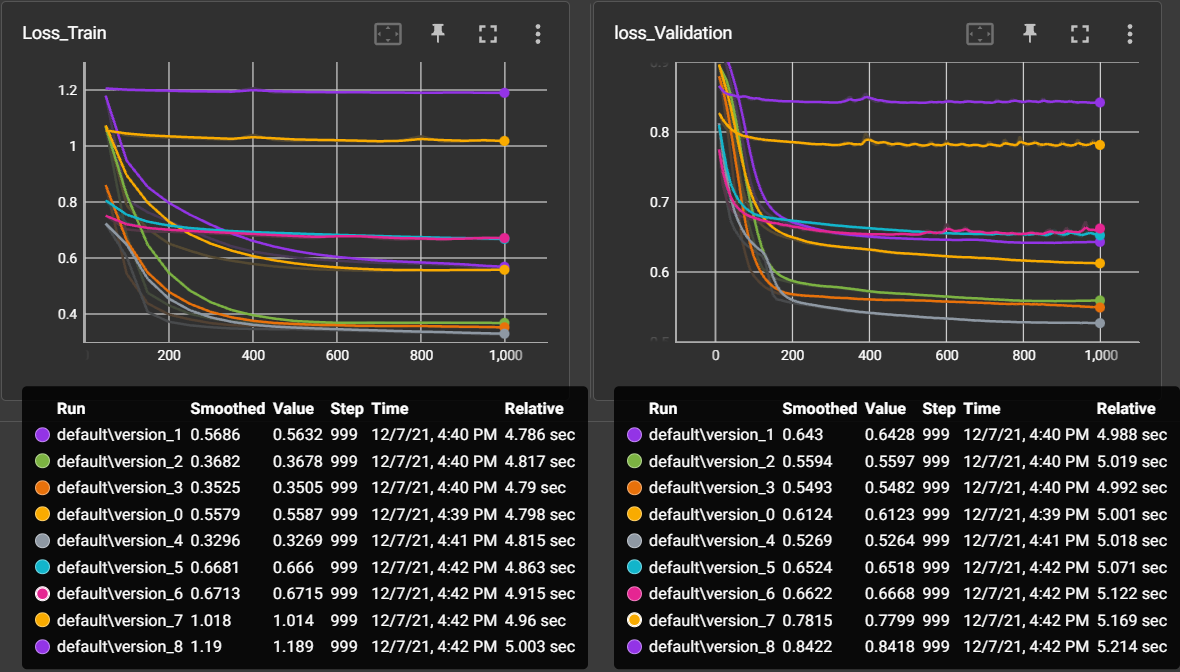 Loss_Train
1.2
1
0.8
0.6
0.4
200 400 600 800 1,000
Run Smoothed Value Step Time Relative
default\version_1 0.5686 0.5632 999 12/7/21, 4:40 PM 4.786 sec
default\version_2 0.3682 0.3678 999 12/7/21, 4:40 PM 4.817 sec
default\version_3 0.3525 0.3505 999 12/7/21, 4:40 PM 4.79 sec
default\version_0 0.5579 0.5587 999 12/7/21, 4:39 PM 4.798 sec
default\version_4 0.3296 0.3269 999 12/7/21, 4:41 PM 4.815 sec
default\version_5 0.6681 0.666 999 12/7/21, 4:42 PM 4.863 sec
default\version_6 0.6713 0.6715 999 12/7/21, 4:42 PM 4.915 sec
default\version_7 1.018 1.014 999 12/7/21, 4:42 PM 4.96 sec
default\version_8 1.19 1.189 999 12/7/21, 4:42 PM 5.003 sec
loss_Validation
0.9
0.8
0.7
0.6
0.5
0 200 400 600 800 1,000
Run Smoothed Value Step Time Relative
default\version_1 0.643 0.6428 999 12/7/21, 4:40 PM 4.988 sec
default\version_2 0.5594 0.5597 999 12/7/21, 4:40 PM 5.019 sec
default\version_3 0.5493 0.5482 999 12/7/21, 4:40 PM 4.992 sec
default\version_0 0.6124 0.6123 999 12/7/21, 4:39 PM 5.001 sec
default\version_4 0.5269 0.5264 999 12/7/21, 4:41 PM 5.018 sec
default\version_5 0.6524 0.6518 999 12/7/21, 4:42 PM 5.071 sec
default\version_6 0.6622 0.6668 999 12/7/21, 4:42 PM 5.122 sec
default\version_7 0.7815 0.7799 999 12/7/21, 4:42 PM 5.169 sec
default\version_8 0.8422 0.8418 999 12/7/21, 4:42 PM 5.214 sec